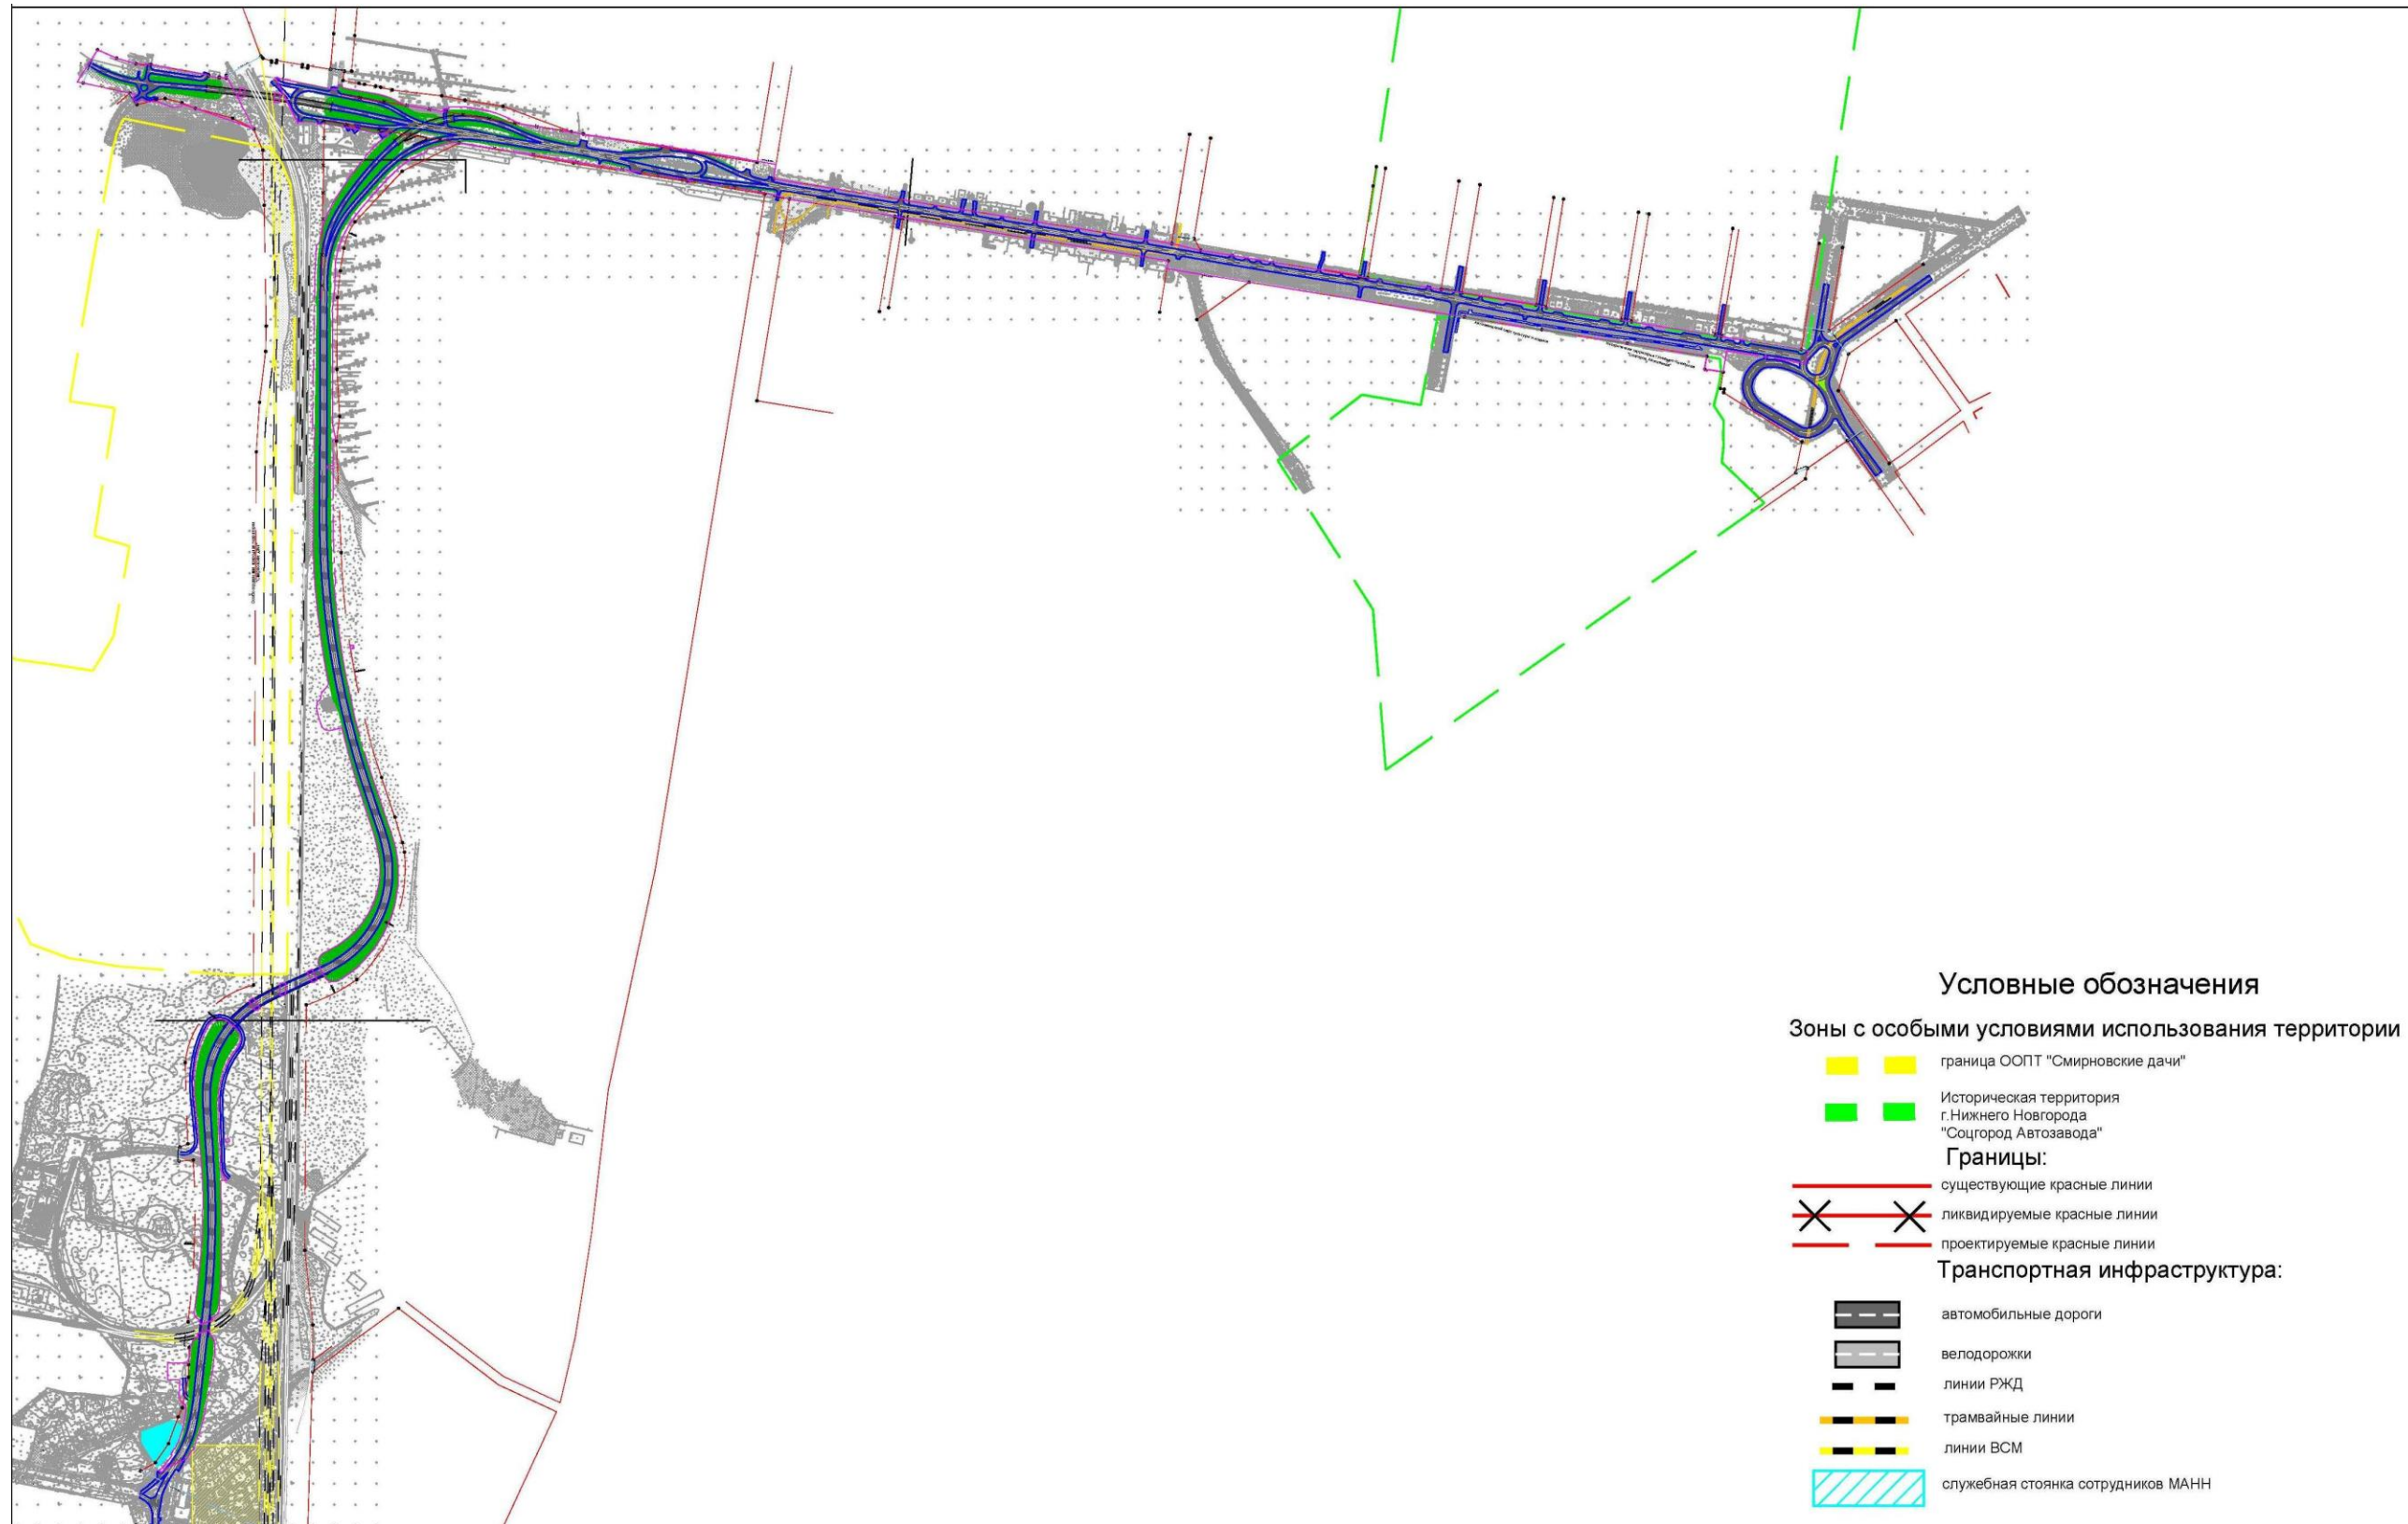 Условные обозначения
Зоны с особыми условиями использования территории
граница ООПТ "Смирновские дачи"
Историческая территория
г.Нижнего Новгорода
"Соцгород Автозавода"
Границы:
существующие красные линии
ликвидируемые красные линии
проектируемые красные линии
Транспортная инфраструктура:
автомобильные дороги
велодорожки
линии РЖД
трамвайные линии
линии ВСМ
служебная стоянка сотрудников МАНН